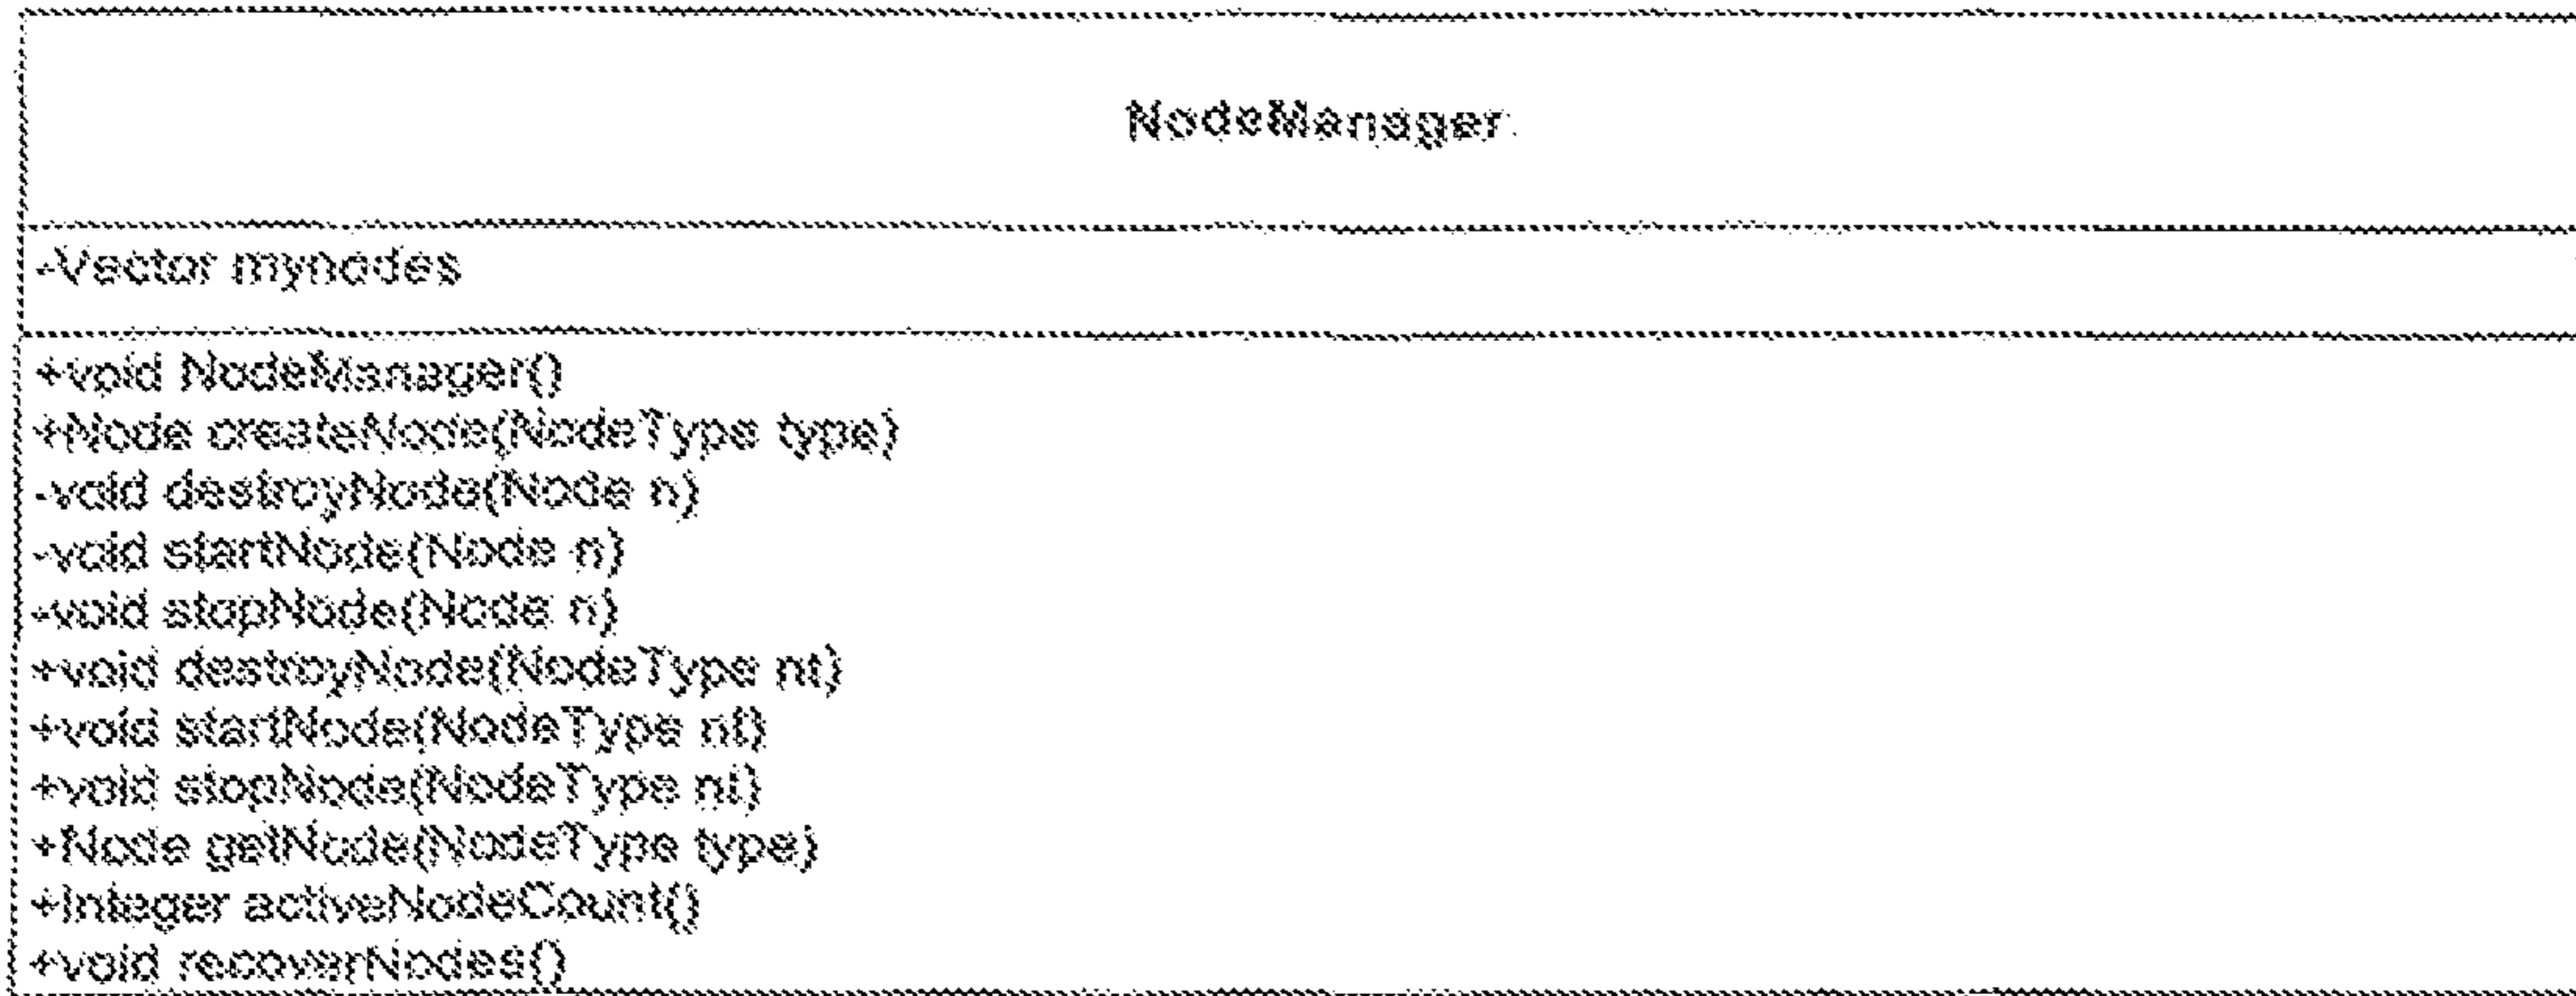 NodeManager
-Vector mynodes
+void NodeManager()
+Node createNode(NodeType type)
-void destroyNode(Node n)
-void startNode(Node n)
-void stopNode(Node n)
+void destroyNode(NodeType nt)
+void startNode(NodeType nt)
+void stopNode(NodeType nt)
+Node getNode(NodeType type)
+Integer activeNodeCount()
+void recoverNodes()